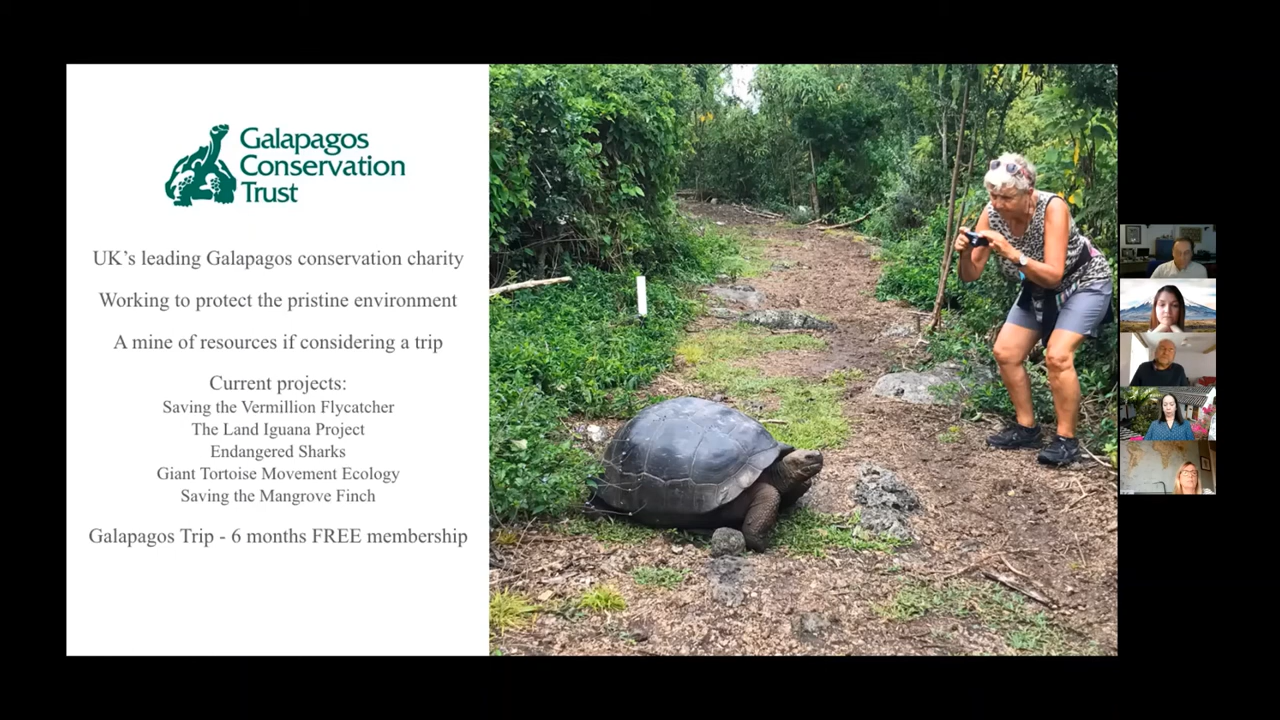 Galapagos
Conservation
Trust
UK's leading Galapagos conservation charity
Working to protect the pristine environment
A mine of resources if considering a trip
Current projects:
Saving the Vermillion Flycatcher
The Land Iguana Project
Endangered Sharks
Giant Tortoise Movement Ecology
Saving the Mangrove Finch
Galapagos Trip - 6 months FREE membership